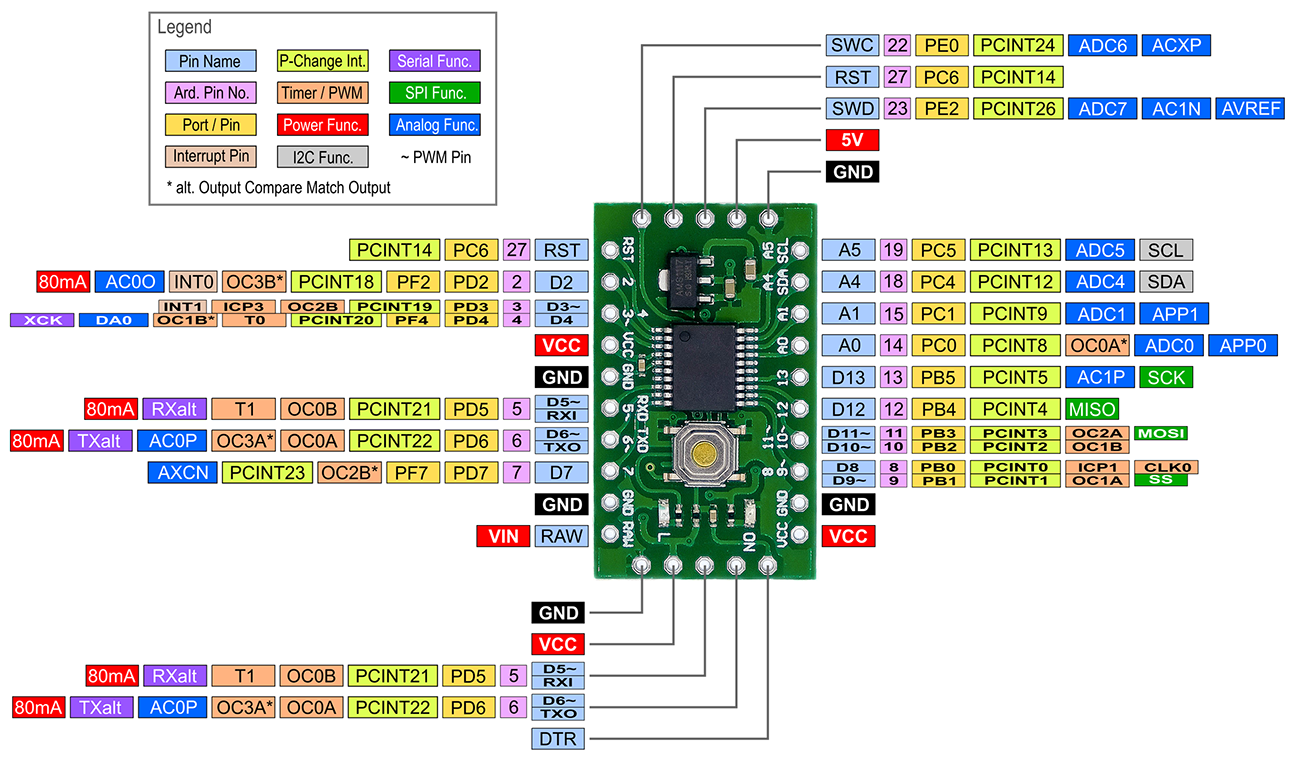 Legend
Pin Name P-Change Int. Serial Func.
Ard. Pin No. Timer / PWM SPI Func.
Port / Pin Power Func. Analog Func.
Interrupt Pin I2C Func. ~ PWM Pin
* alt. Output Compare Match Output
SWC 22 PE0 PCINT24 ADC6 ACXP
RST 27 PC6 PCINT14
SWD 23 PE2 PCINT26 ADC7 AC1N AVREF
5V
GND
PCINT14 PC6 27 RST
80mA AC0O INT0 OC3B* PCINT18 PF2 PD2 2 D2
INT1 ICP3 OC2B PCINT19 PD3 3 D3~
XCK DA0 OC1B* T0 PCINT20 PF4 PD4 4 D4
VCC
GND
80mA RXalt T1 OC0B PCINT21 PD5 5 D5~ RXI
80mA TXalt AC0P OC3A* OC0A PCINT22 PD6 6 D6~ TXO
AXCN PCINT23 OC2B* PF7 PD7 7 D7
GND
VIN RAW
RST 2 3~ 4 VCC GND 5~ RXO 6~ TXO 7 GND RAW
A5 SCL A4 SDA A1 A0 13 12 11~ 10~ 8 9~ GND VCC
L
ON
A5 19 PC5 PCINT13 ADC5 SCL
A4 18 PC4 PCINT12 ADC4 SDA
A1 15 PC1 PCINT9 ADC1 APP1
A0 14 PC0 PCINT8 OC0A* ADC0 APP0
D13 13 PB5 PCINT5 AC1P SCK
D12 12 PB4 PCINT4 MISO
D11~ 11 PB3 PCINT3 OC2A MOSI
D10~ 10 PB2 PCINT2 OC1B
D8 8 PB0 PCINT0 ICP1 CLK0
D9~ 9 PB1 PCINT1 OC1A SS
GND
VCC
GND
VCC
80mA RXalt T1 OC0B PCINT21 PD5 5 D5~ RXI
80mA TXalt AC0P OC3A* OC0A PCINT22 PD6 6 D6~ TXO
DTR